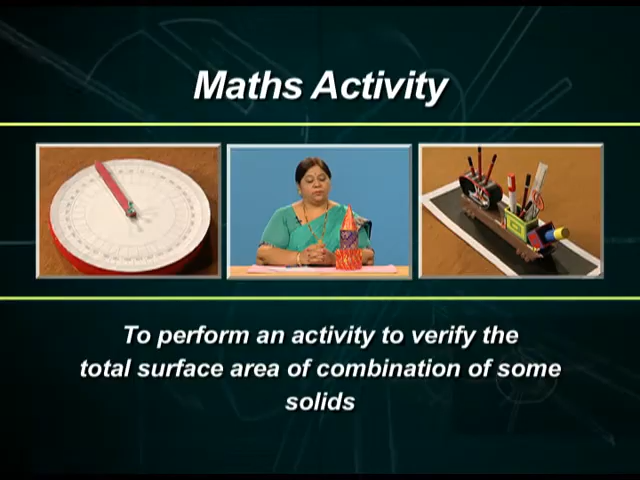 Maths Activity
To perform an activity to verify the
total surface area of combination of some
solids